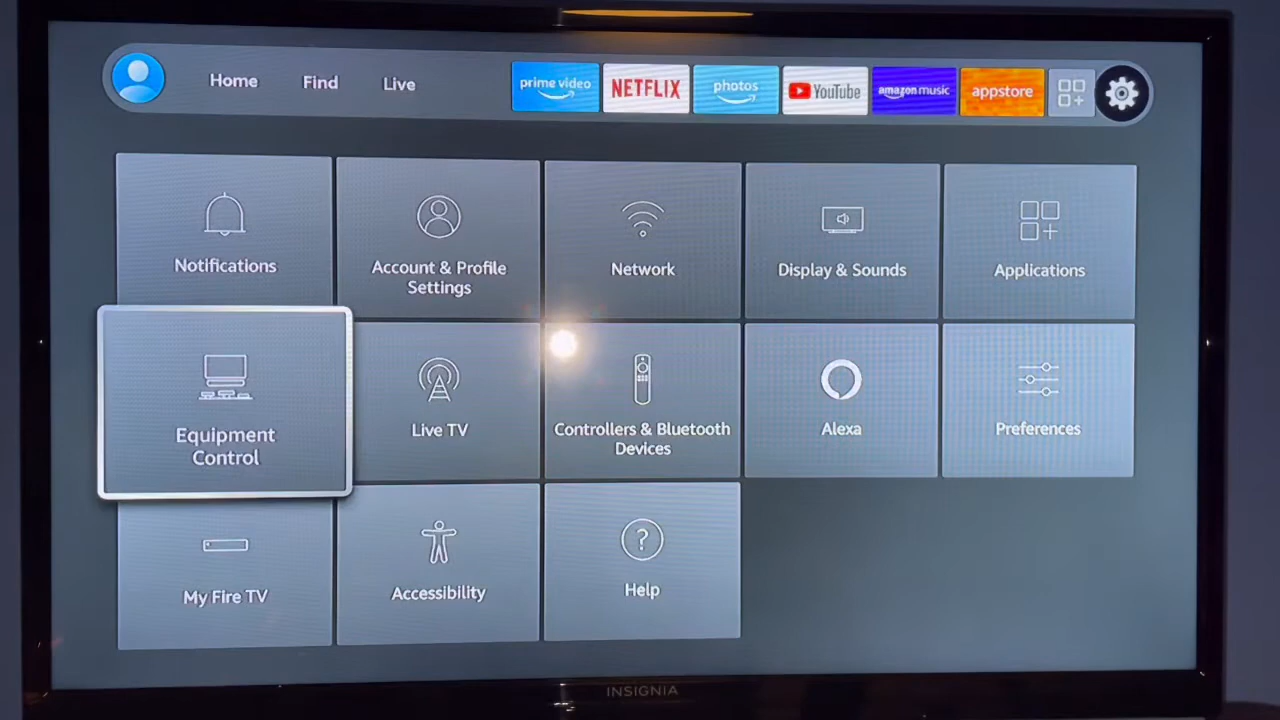 Home Find Live prime video NETFLIX photos YouTube amazon music appstore
Notifications
Account & Profile
Settings
Network
Display & Sounds
Applications
Equipment
Control
Live TV
Controllers & Bluetooth
Devices
Alexa
Preferences
My Fire TV
Accessibility
?
Help
INSIGNIA